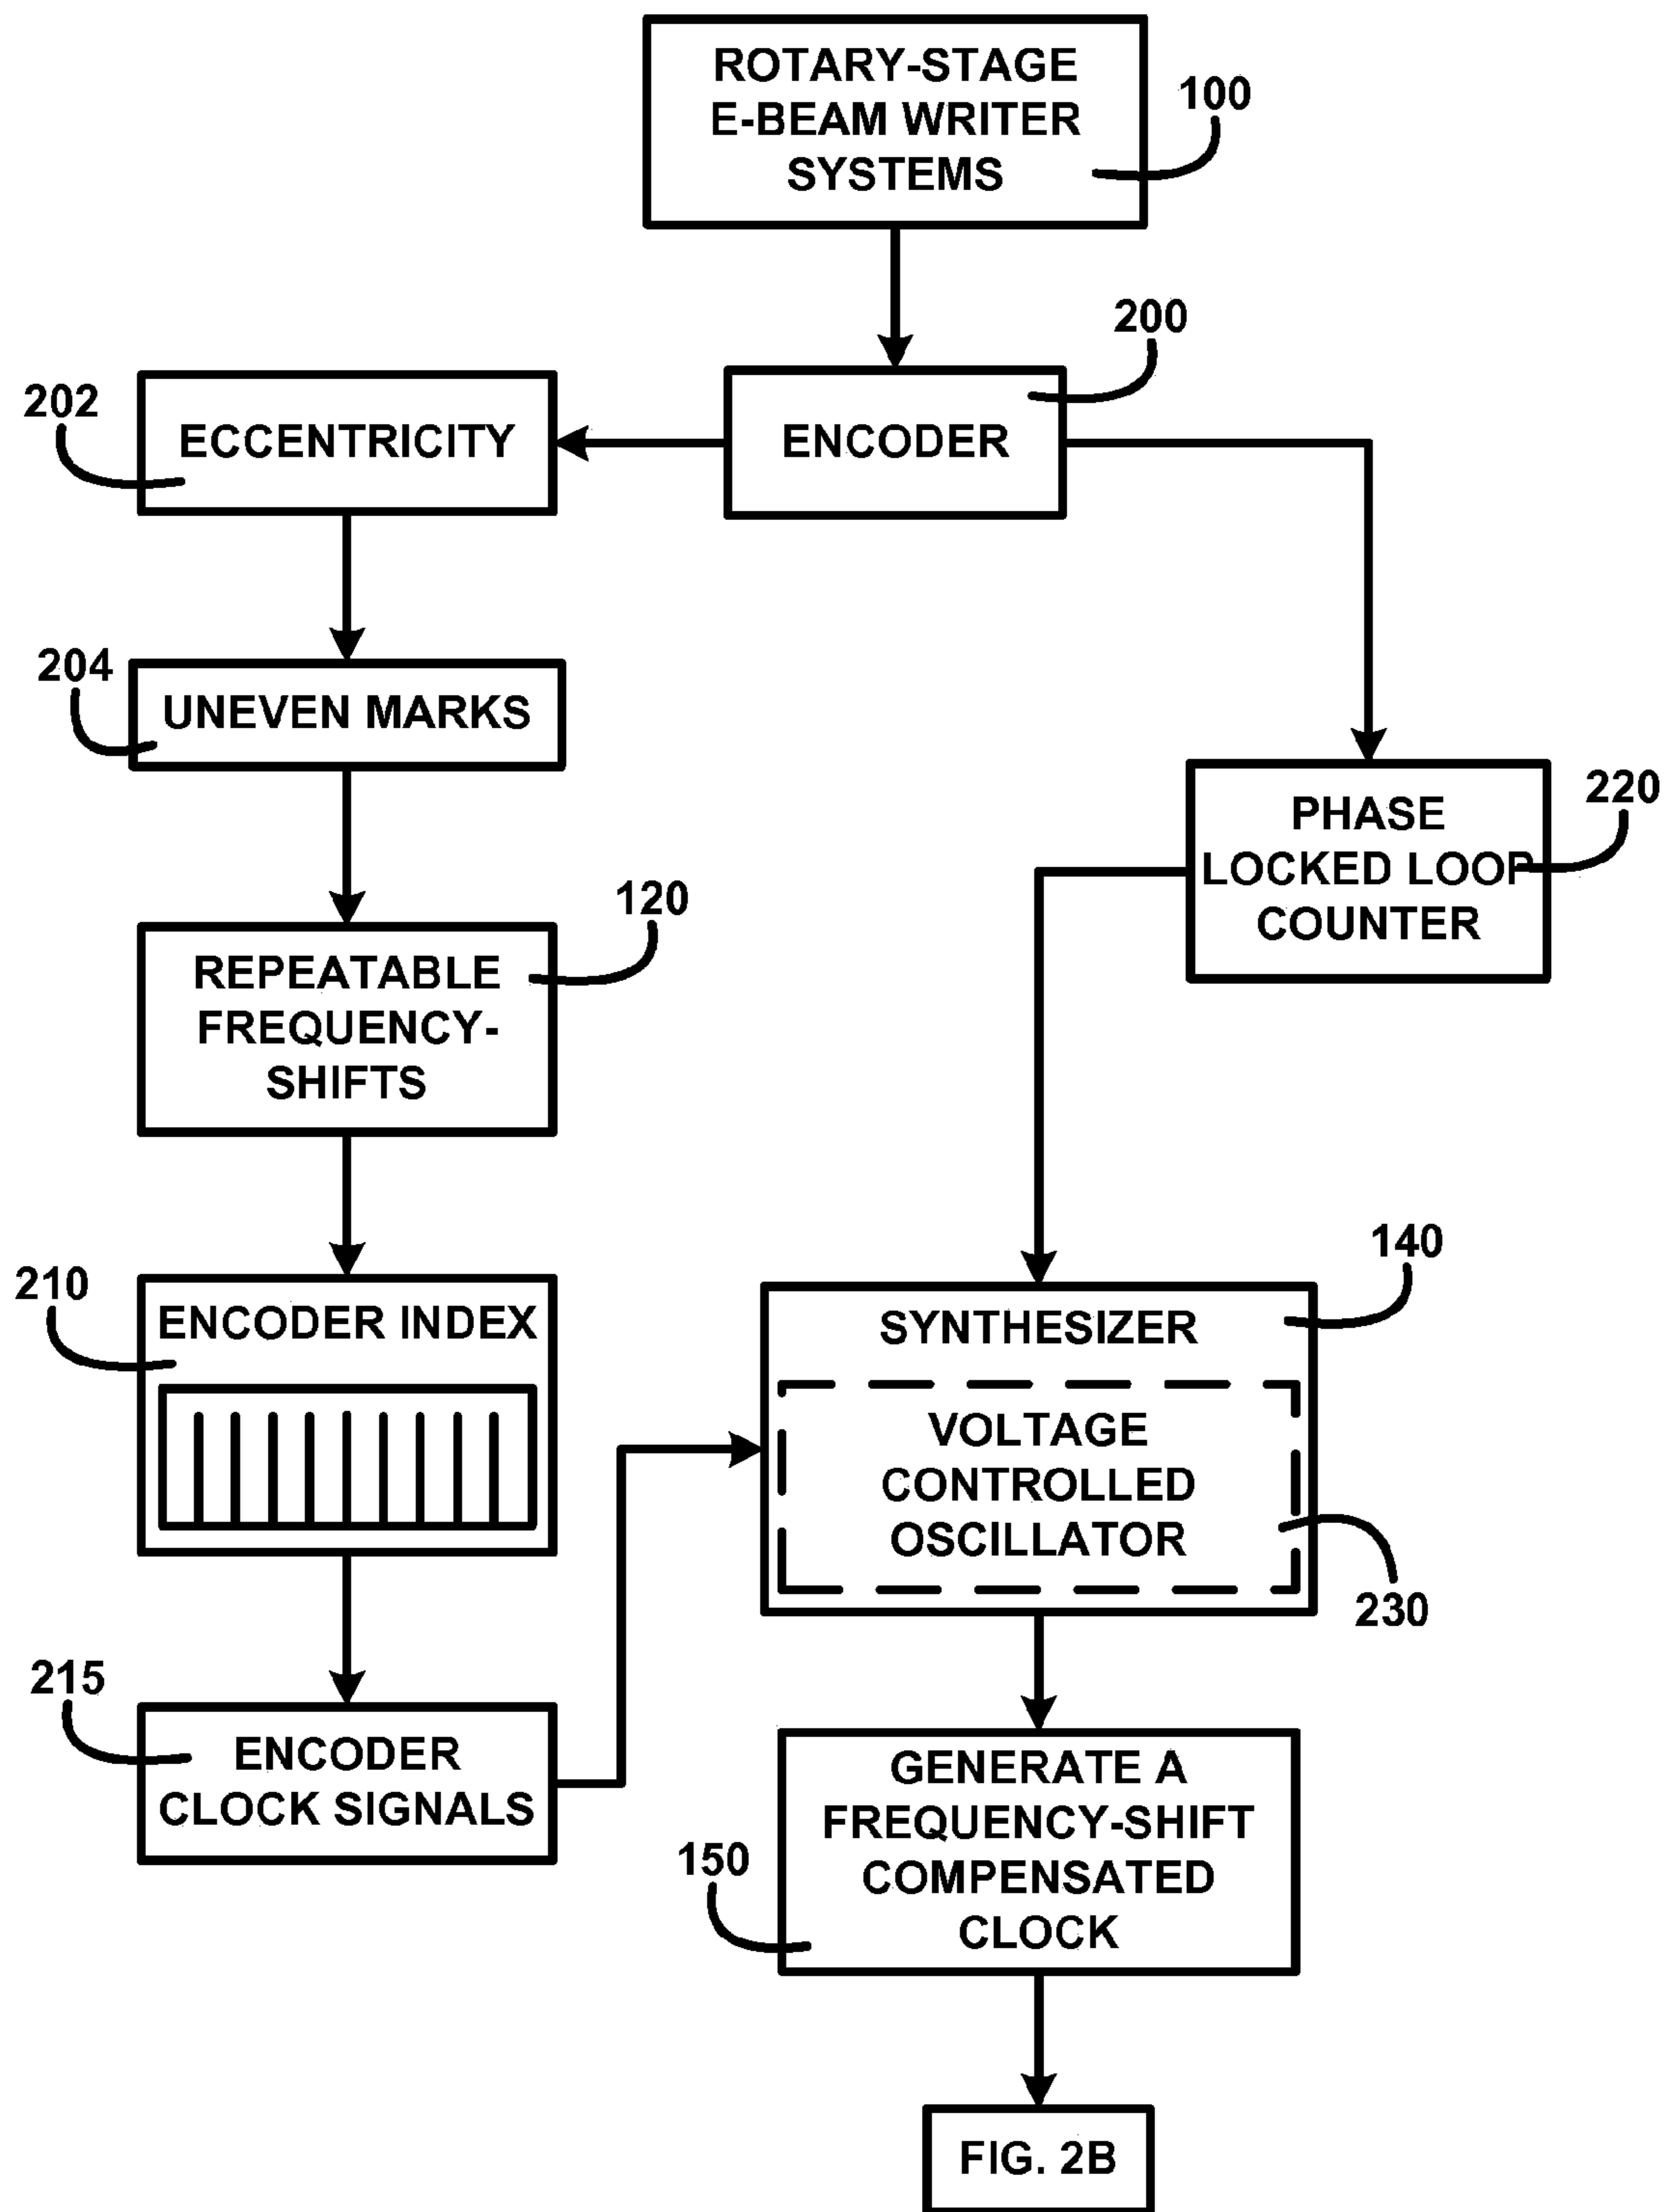 ROTARY-STAGE
E-BEAM WRITER
SYSTEMS
100
200
ENCODER
202
ECCENTRICITY
204
UNEVEN MARKS
220
PHASE
LOCKED LOOP
COUNTER
120
REPEATABLE
FREQUENCY-
SHIFTS
210
ENCODER INDEX
140
SYNTHESIZER
VOLTAGE
CONTROLLED
OSCILLATOR
230
215
ENCODER
CLOCK SIGNALS
150
GENERATE A
FREQUENCY-SHIFT
COMPENSATED
CLOCK
FIG. 2B